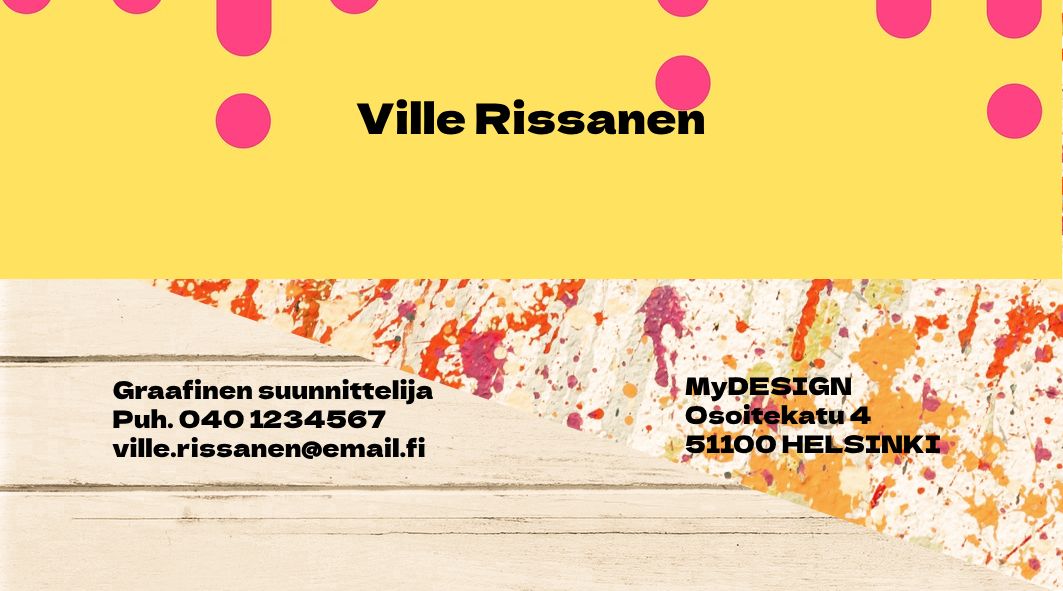 Ville Rissanen
Graafinen suunnittelija
Puh. 040 1234567
ville.rissanen@email.fi
MyDESIGN
Osoitekatu 4
51100 HELSINKI